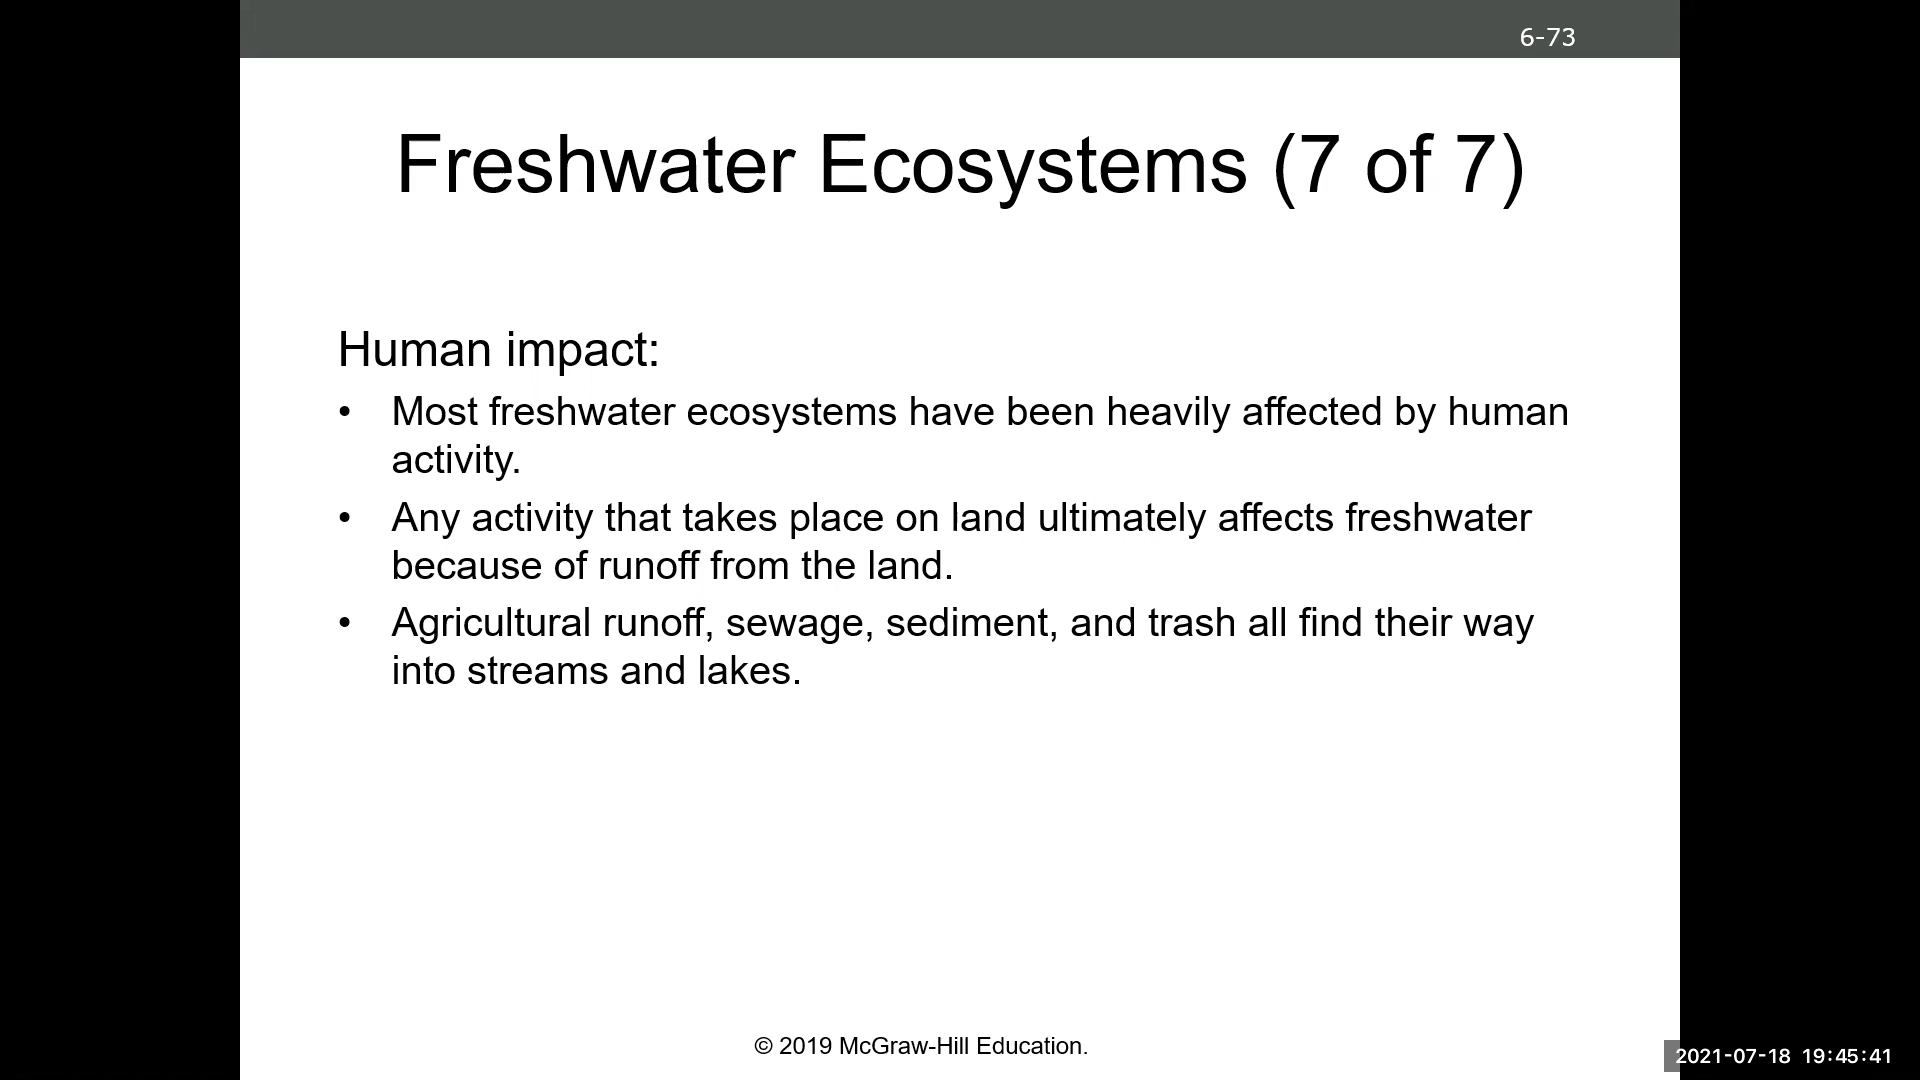 6-73
Freshwater Ecosystems (7 of 7)
Human impact:
• Most freshwater ecosystems have been heavily affected by human
activity.
• Any activity that takes place on land ultimately affects freshwater
because of runoff from the land.
• Agricultural runoff, sewage, sediment, and trash all find their way
into streams and lakes.
© 2019 McGraw-Hill Education.
2021-07-18 19:45:41